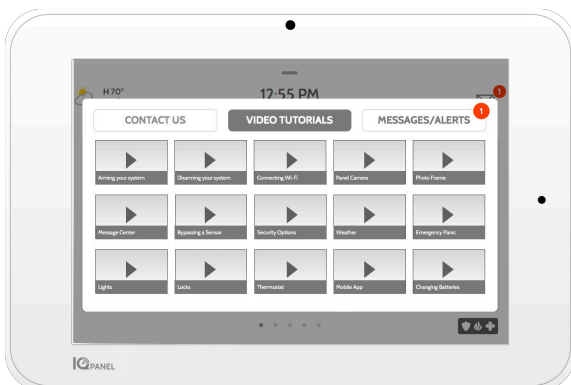 H 70°
12:55 PM
1
CONTACT US
VIDEO TUTORIALS
MESSAGES/ALERTS
1
Arming your system
Disarming your system
Connecting Wi-Fi
Panel Camera
Photo Frame
Message Center
Bypassing a Sensor
Security Options
Weather
Emergency Panic
Lights
Locks
Thermostat
Mobile App
Changing Batteries
IQ PANEL